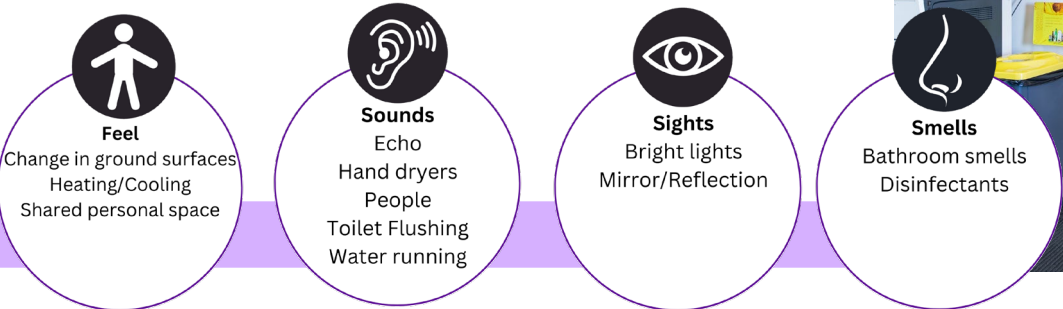 Feel
Change in ground surfaces
Heating/Cooling
Shared personal space
Sounds
Echo
Hand dryers
People
Toilet Flushing
Water running
Sights
Bright lights
Mirror/Reflection
Smells
Bathroom smells
Disinfectants